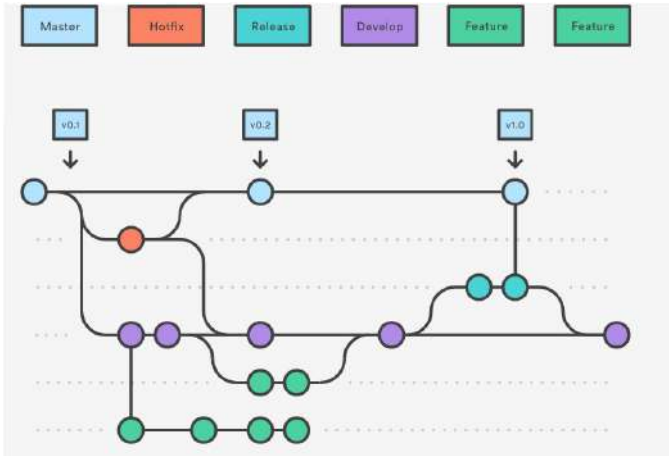 Master
Hotfix
Release
Develop
Feature
Feature
v0.1
v0.2
v1.0